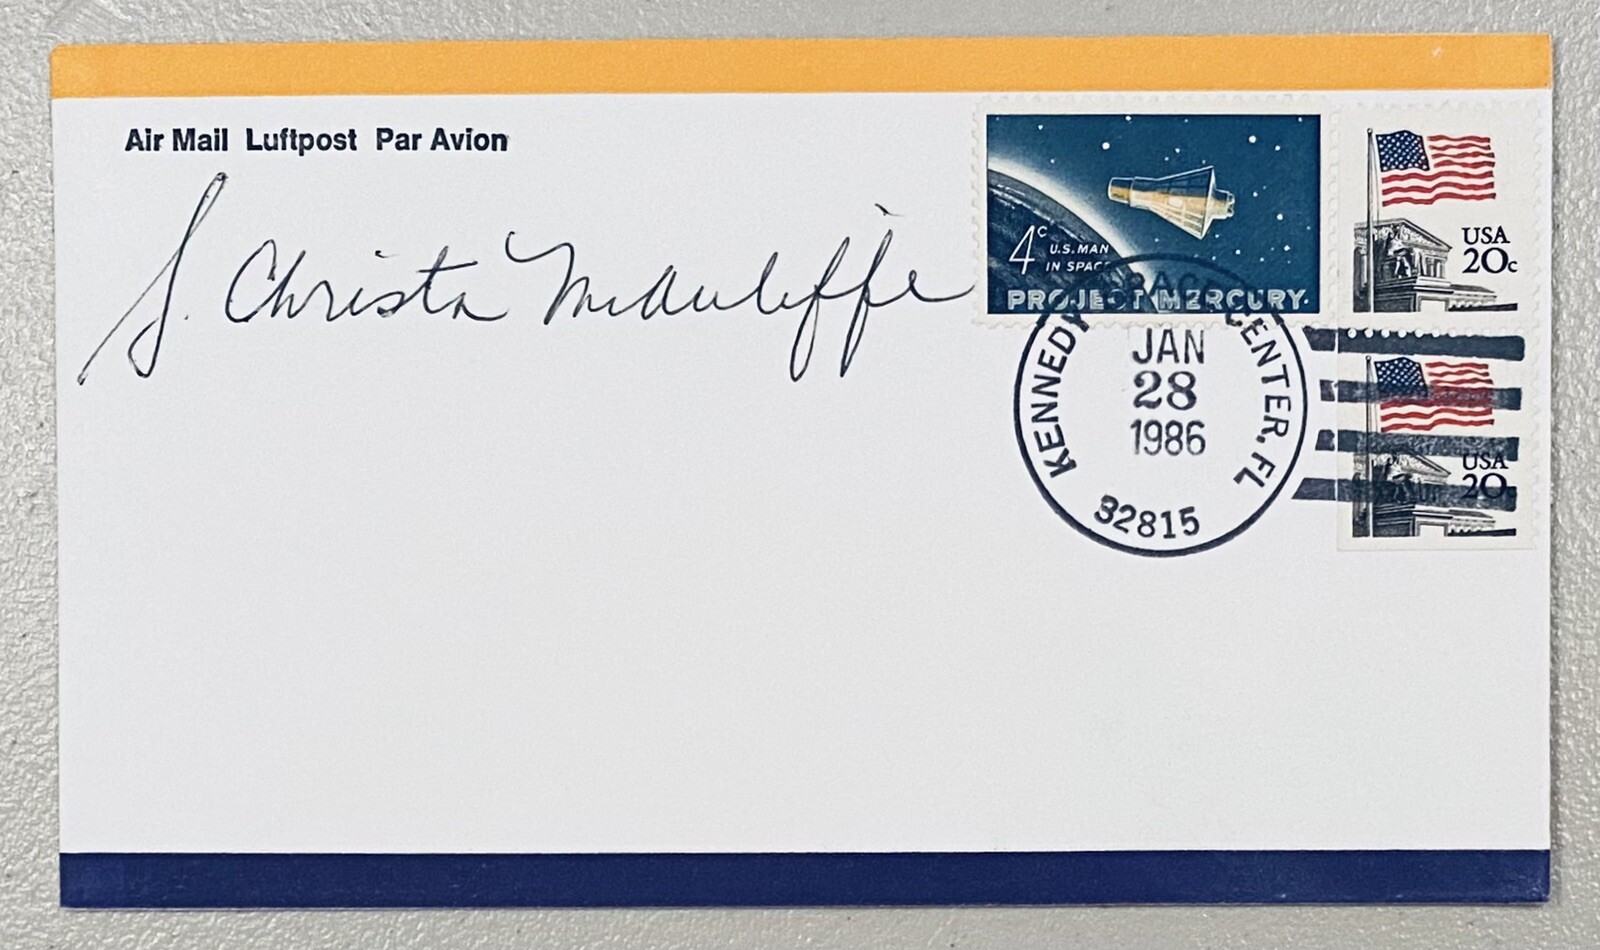 Air Mail Luftpost Par Avion
S. Christa McAuliffe
4c U.S. MAN
IN SPACE
PROJECT MERCURY
USA
20c
KENNEDY SPACE CENTER, FL
JAN
28
1986
32815
USA
20c